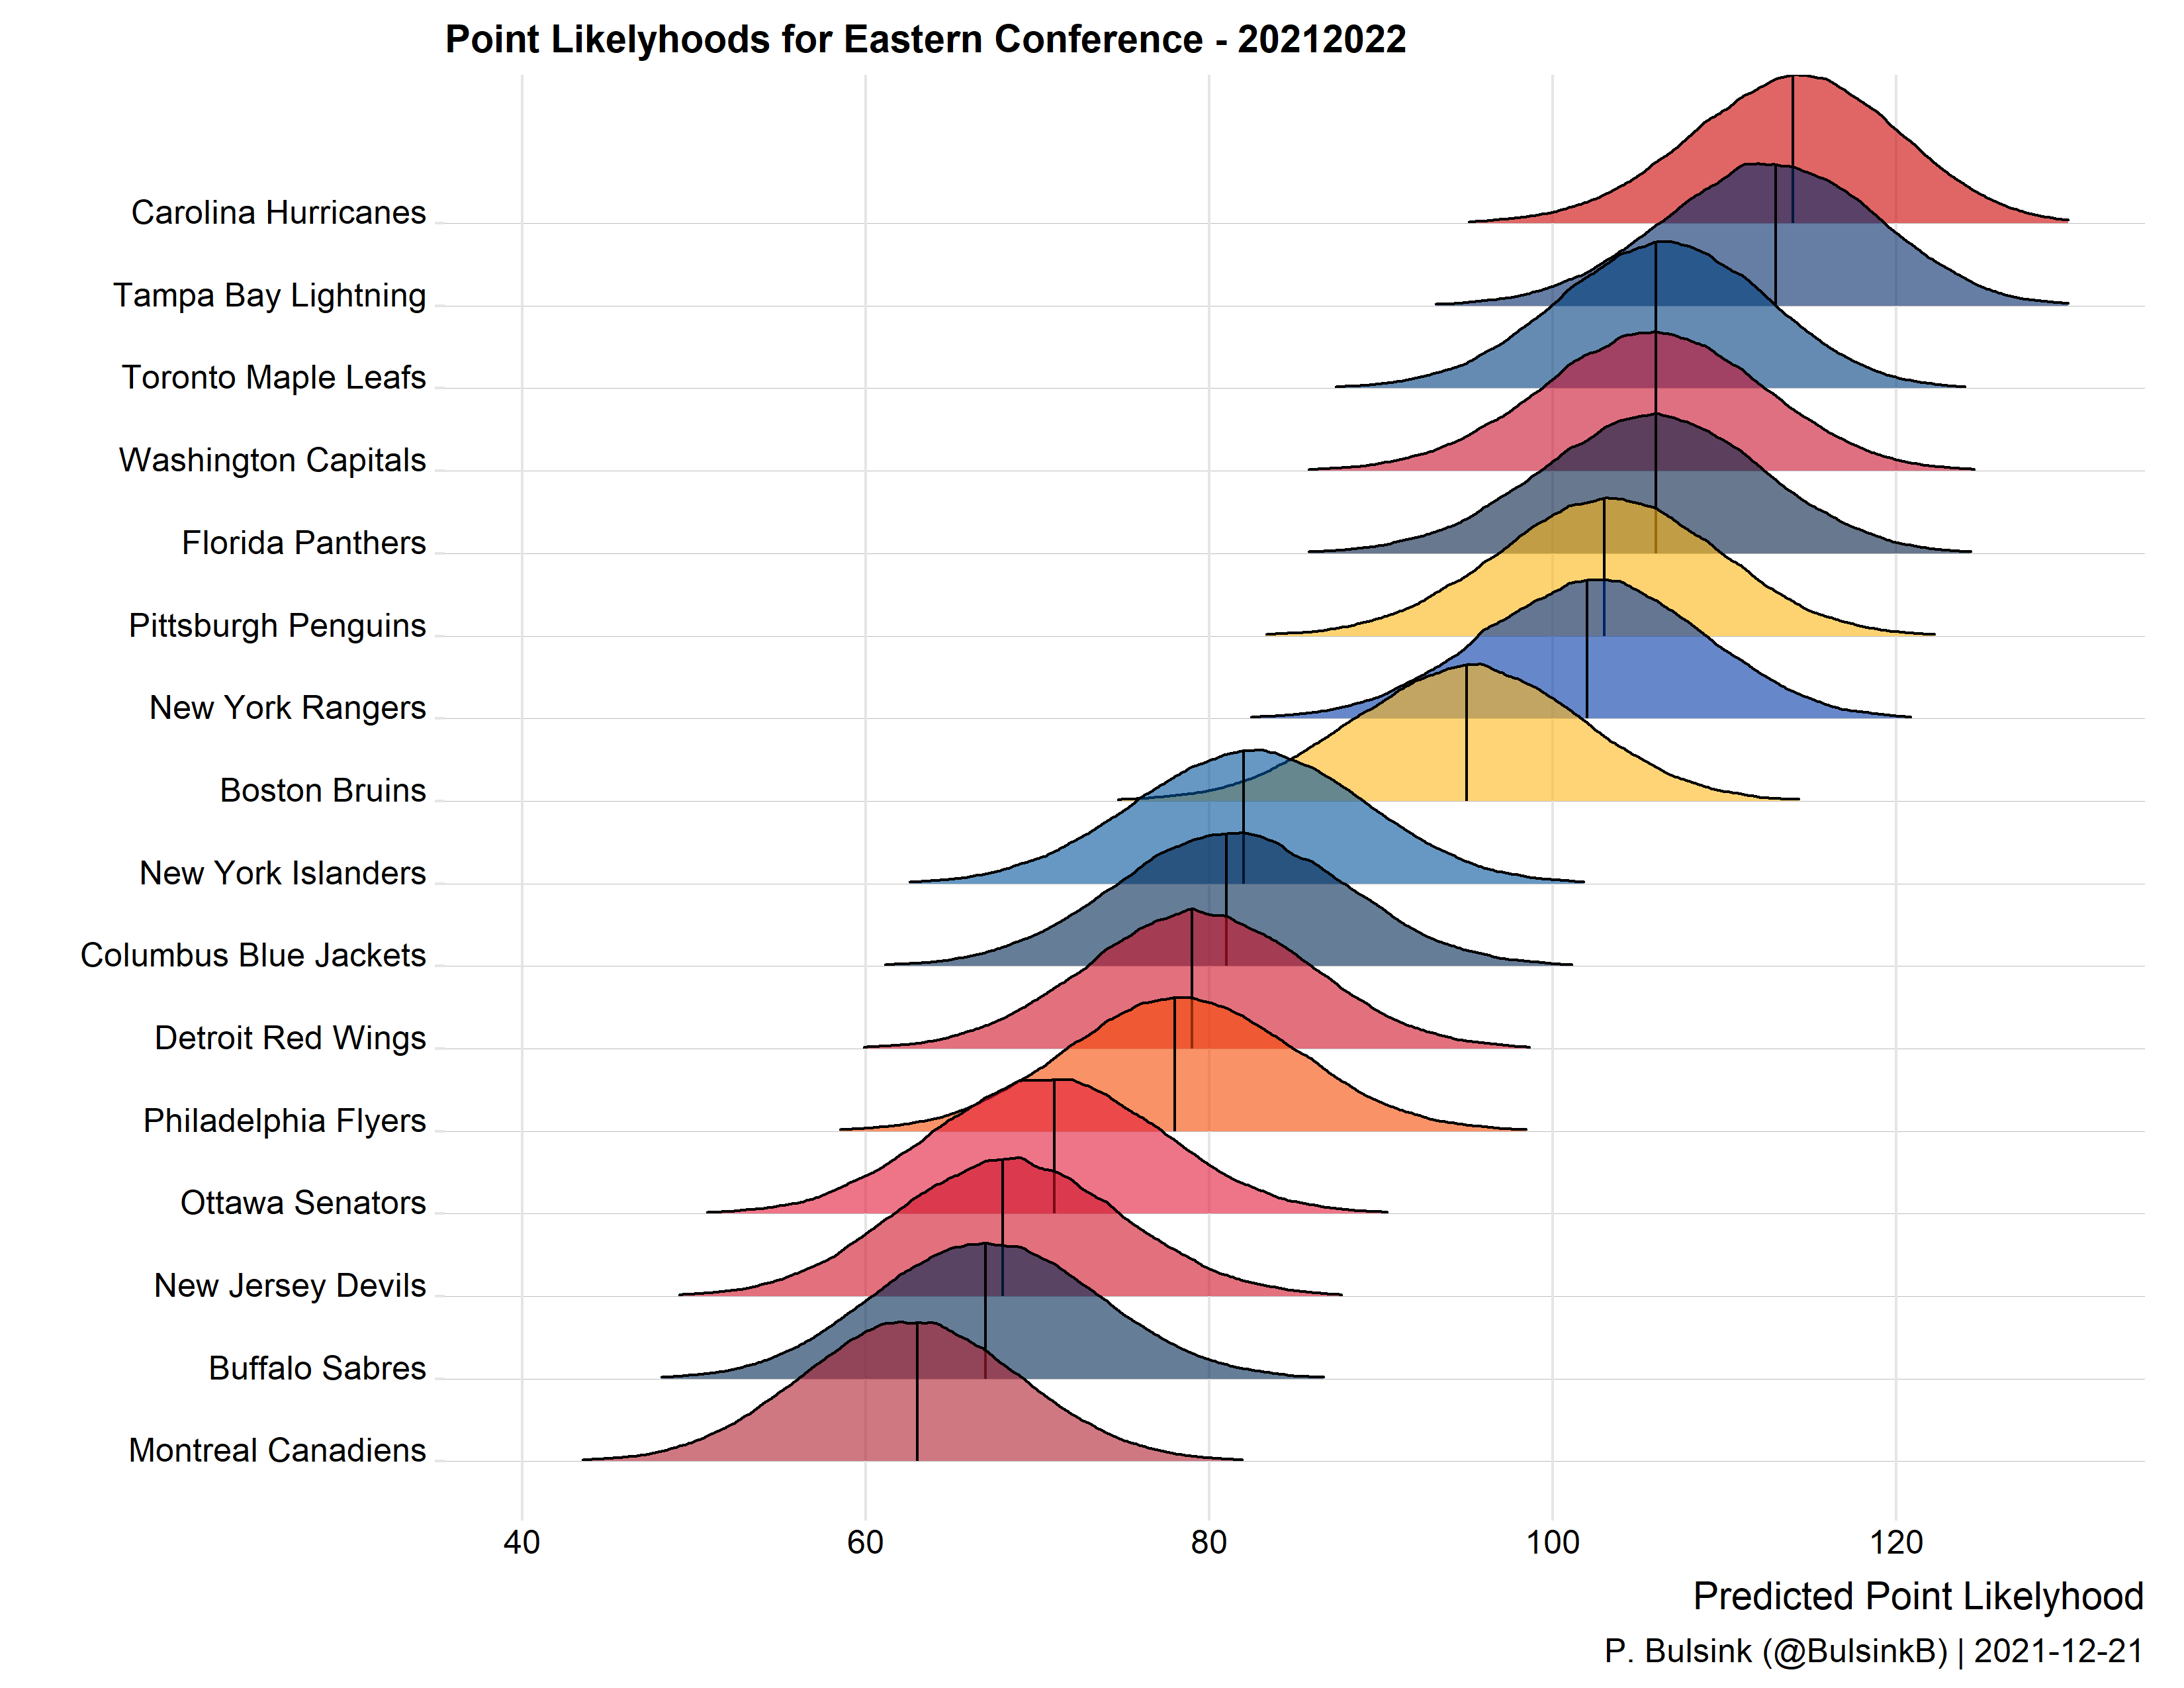 Point Likelyhoods for Eastern Conference - 20212022
Carolina Hurricanes
Tampa Bay Lightning
Toronto Maple Leafs
Washington Capitals
Florida Panthers
Pittsburgh Penguins
New York Rangers
Boston Bruins
New York Islanders
Columbus Blue Jackets
Detroit Red Wings
Philadelphia Flyers
Ottawa Senators
New Jersey Devils
Buffalo Sabres
Montreal Canadiens
40 60 80 100 120
Predicted Point Likelyhood
P. Bulsink (@BulsinkB) | 2021-12-21